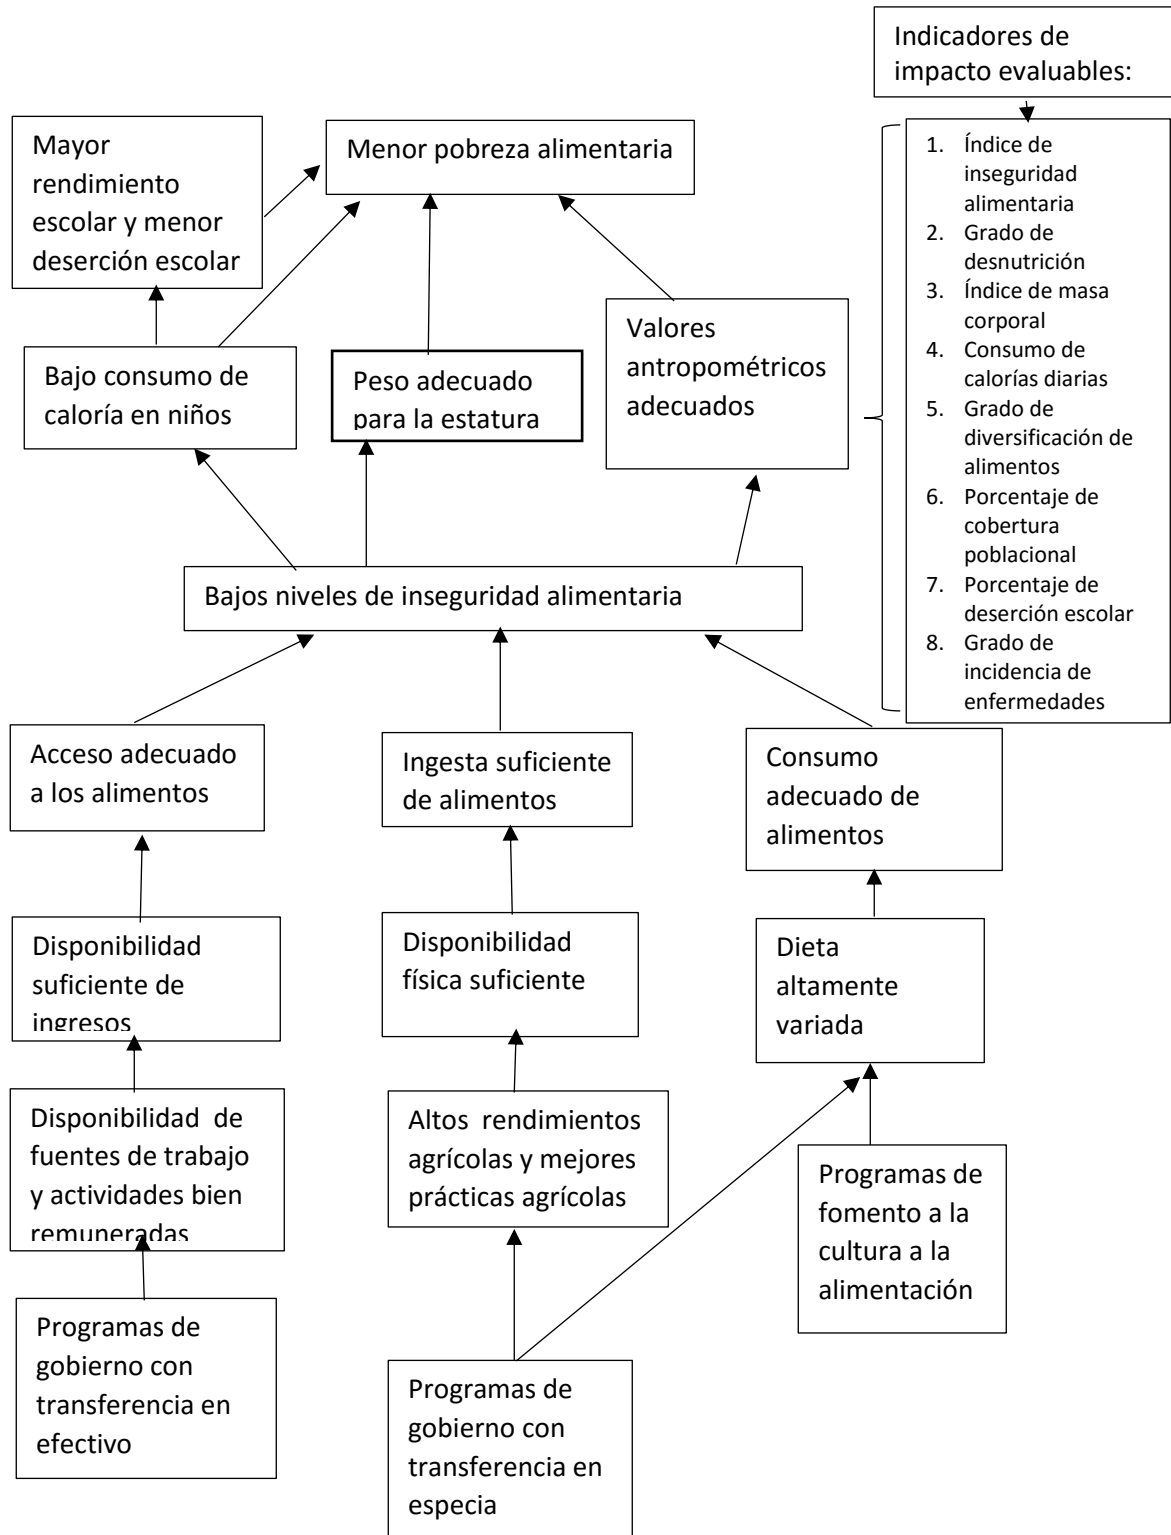 Indicadores de
impacto evaluables:
Mayor
rendimiento
escolar y menor
deserción escolar
Menor pobreza alimentaria
1. Índice de
inseguridad
alimentaria
2. Grado de
desnutrición
3. Índice de masa
corporal
4. Consumo de
calorías diarias
5. Grado de
diversificación de
alimentos
6. Porcentaje de
cobertura
poblacional
7. Porcentaje de
deserción escolar
8. Grado de
incidencia de
enfermedades
Bajo consumo de
caloría en niños
Peso adecuado
para la estatura
Valores
antropométricos
adecuados
Bajos niveles de inseguridad alimentaria
Acceso adecuado
a los alimentos
Ingesta suficiente
de alimentos
Consumo
adecuado de
alimentos
Disponibilidad
suficiente de
ingresos
Disponibilidad
física suficiente
Dieta
altamente
variada
Disponibilidad de
fuentes de trabajo
y actividades bien
remuneradas
Altos rendimientos
agrícolas y mejores
prácticas agrícolas
Programas de
fomento a la
cultura a la
alimentación
Programas de
gobierno con
transferencia en
efectivo
Programas de
gobierno con
transferencia en
especia